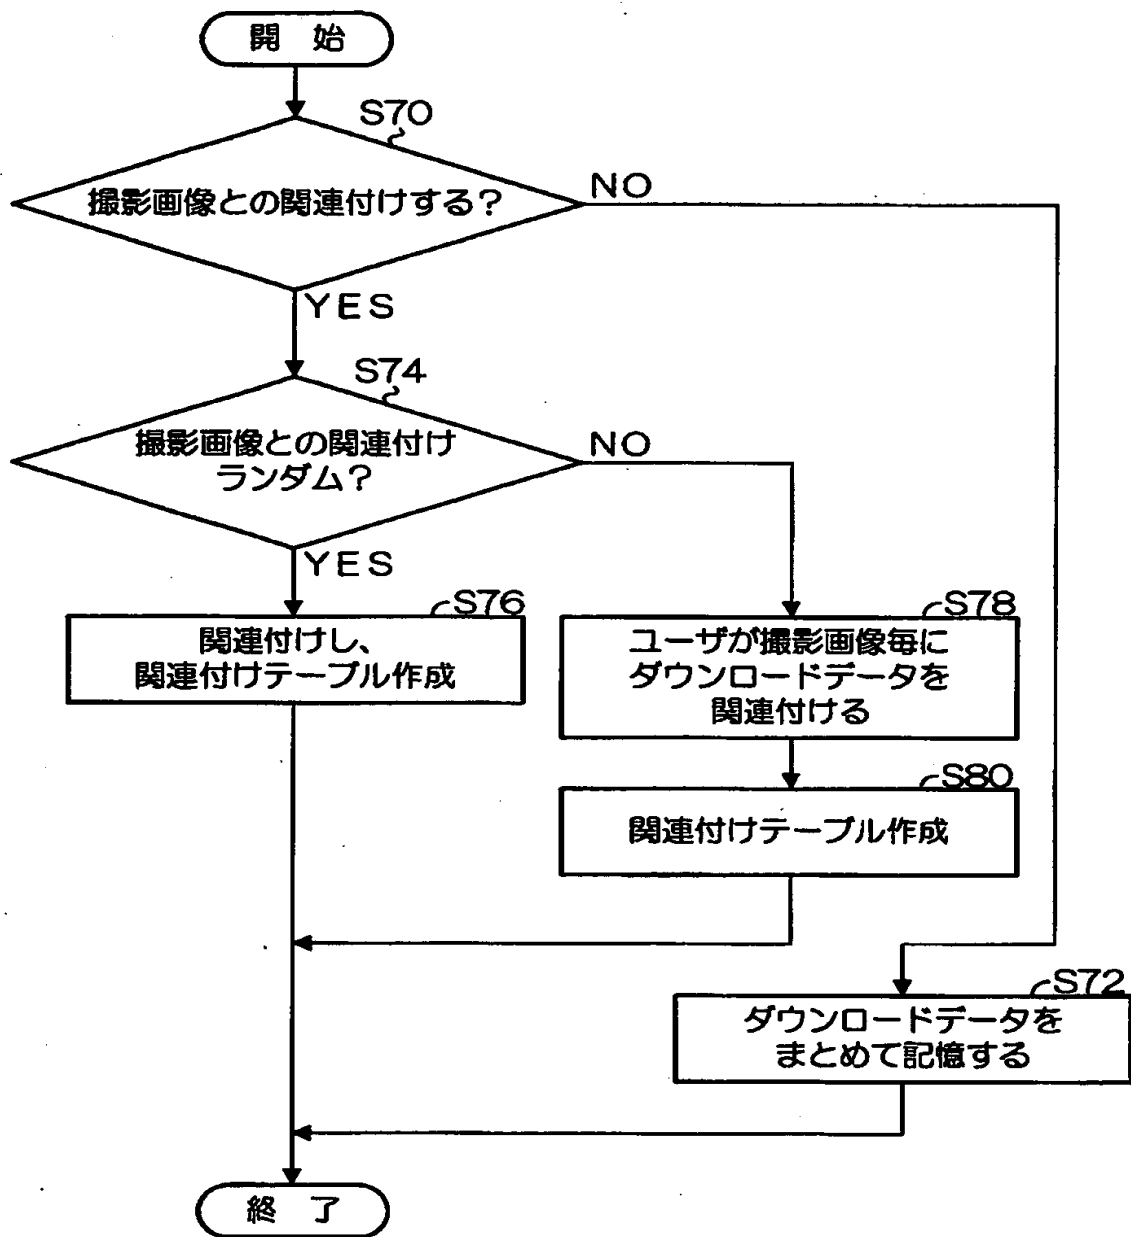 開 始
S70
撮影画像との関連付けする?
NO
YES
S74
撮影画像との関連付け
ランダム?
NO
YES
S76
関連付けし、
関連付けテーブル作成
S78
ユーザが撮影画像毎に
ダウンロードデータを
関連付ける
S80
関連付けテーブル作成
S72
ダウンロードデータを
まとめて記憶する
終 了